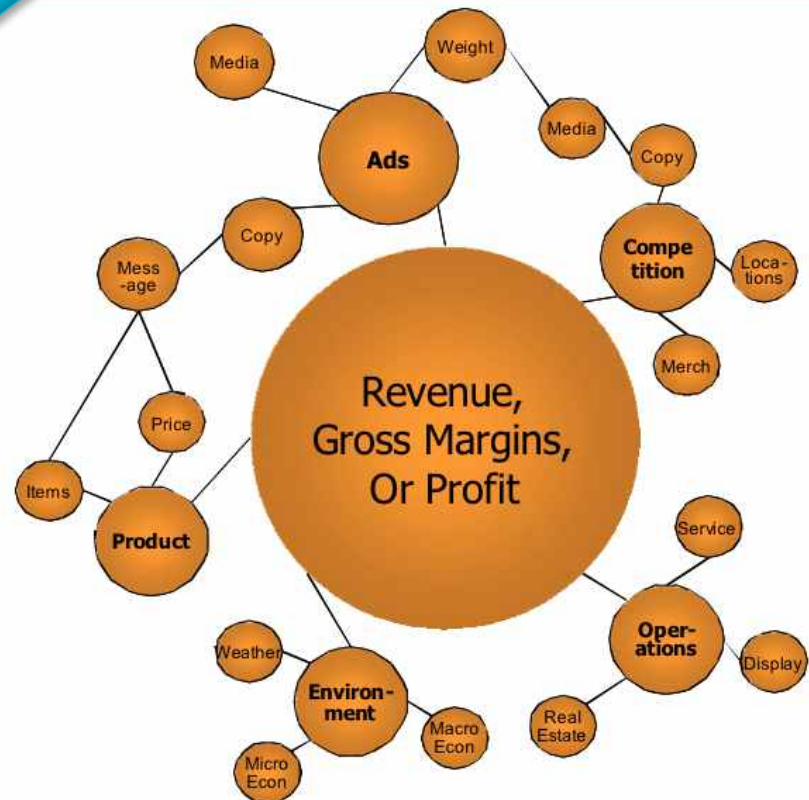 Weight
Media
Media
Copy
Ads
Copy
Compe
tition
Loca-
tions
Mess
-age
Merch
Revenue,
Gross Margins,
Or Profit
Price
Items
Product
Service
Oper-
ations
Display
Weather
Environ-
ment
Real
Estate
Macro
Econ
Micro
Econ